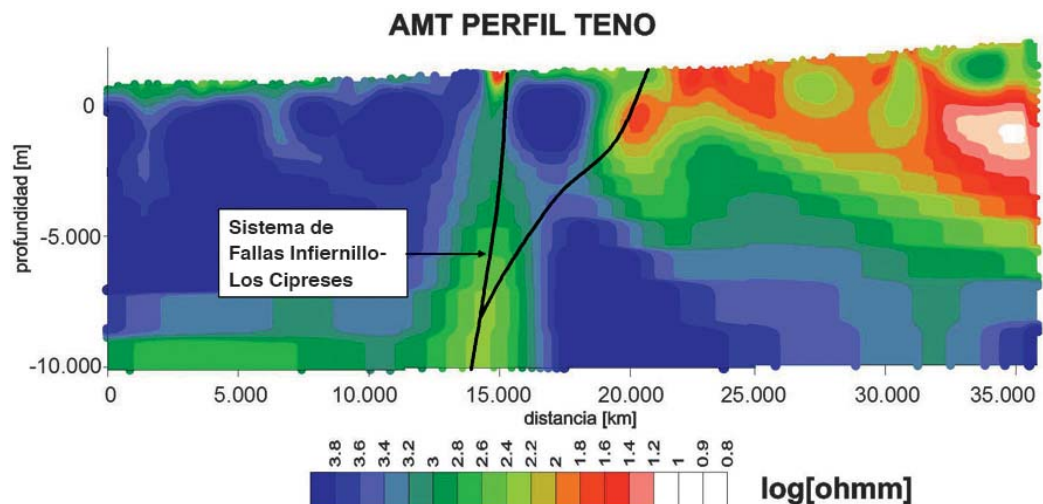 AMT PERFIL TENO
profundidad [m]
0
-5.000
-10.000
Sistema de
Fallas Infiernillo-
Los Cipreses
0 5.000 10.000 15.000 20.000 25.000 30.000 35.000
distancia [km]
3.8 3.6 3.4 3.2 3 2.8 2.6 2.4 2.2 2 1.8 1.6 1.4 1.2 1 0.9 0.8
log[ohmm]